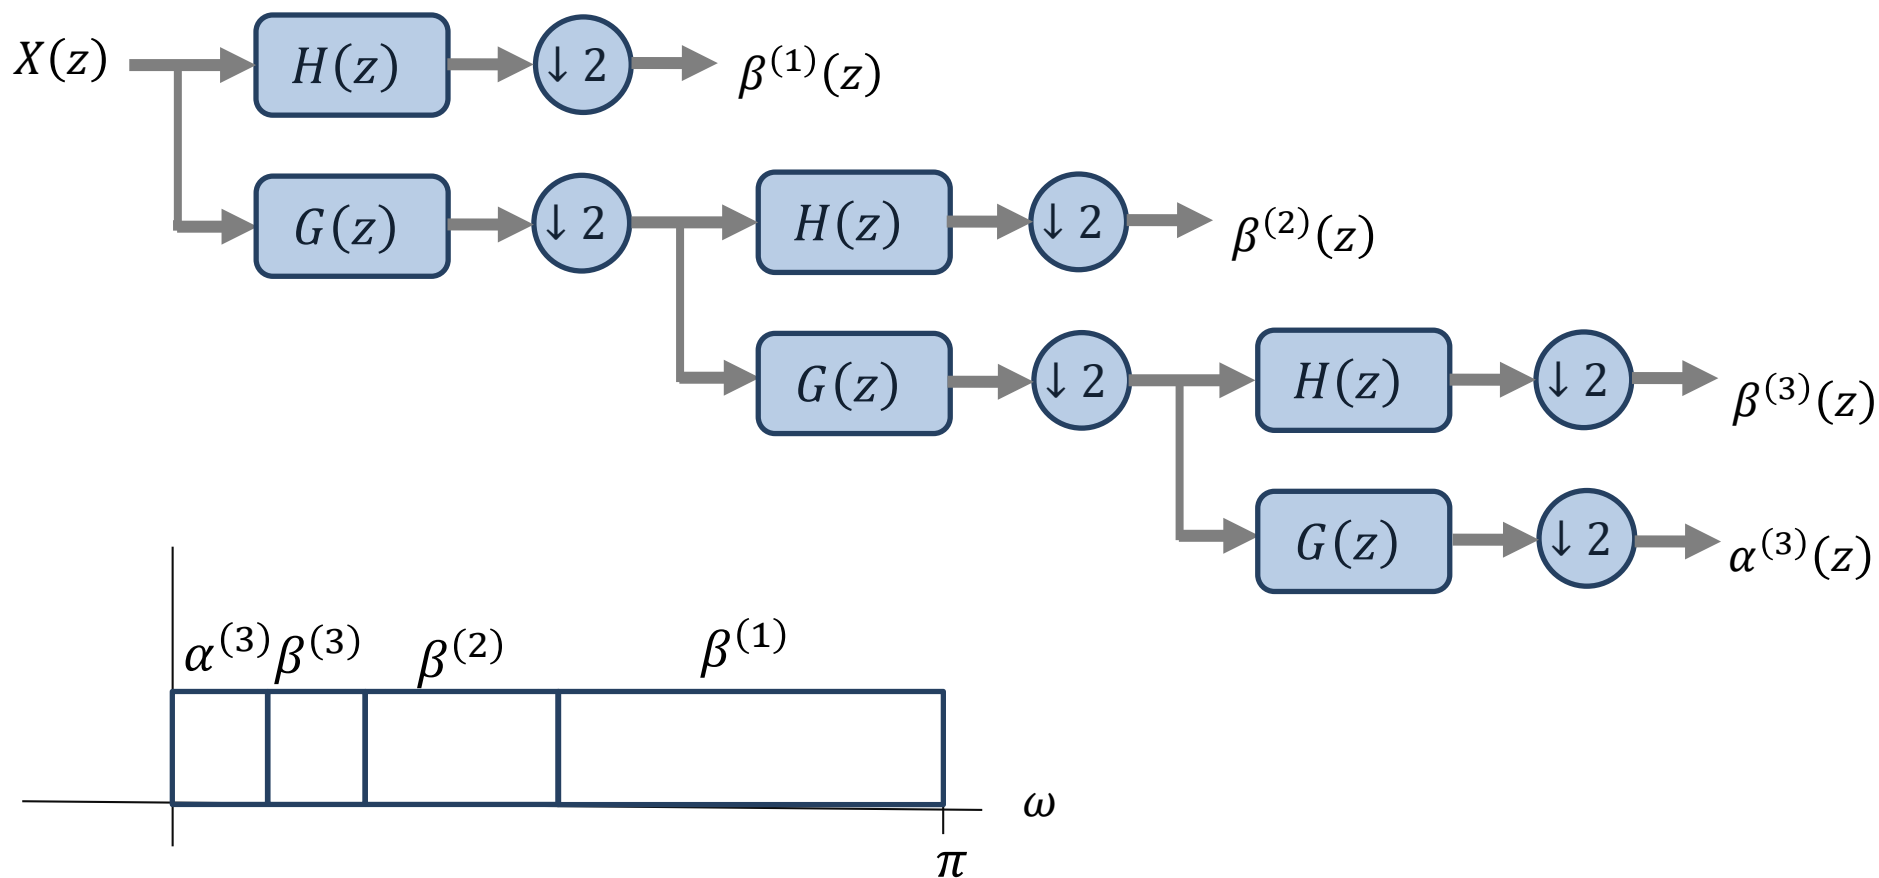 X(z) H(z) ↓2 β⁽¹⁾(z)
G(z) ↓2 H(z) ↓2 β⁽²⁾(z)
G(z) ↓2 H(z) ↓2 β⁽³⁾(z)
G(z) ↓2 α⁽³⁾(z)
α⁽³⁾ β⁽³⁾ β⁽²⁾ β⁽¹⁾
ω
π